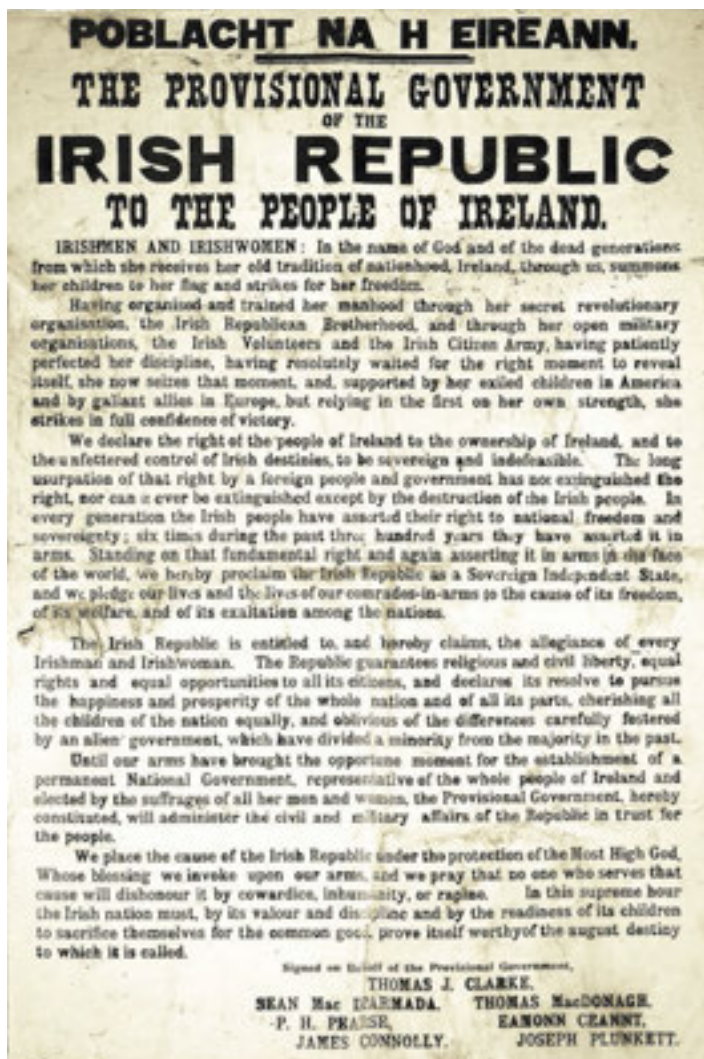 POBLACHT NA H EIREANN.
THE PROVISIONAL GOVERNMENT
OF THE
IRISH REPUBLIC
TO THE PEOPLE OF IRELAND.
IRISHMEN AND IRISHWOMEN: In the name of God and of the dead generations
from which she receives her old tradition of nationhood, Ireland, through us, summons
her children to her flag and strikes for her freedom.
Having organised and trained her manhood through her secret revolutionary
organisation, the Irish Republican Brotherhood, and through her open military
organisations, the Irish Volunteers and the Irish Citizen Army, having patiently
perfected her discipline, having resolutely waited for the right moment to reveal
itself, she now seizes that moment, and, supported by her exiled children in America
and by gallant allies in Europe, but relying in the first on her own strength, she
strikes in full confidence of victory.
We declare the right of the people of Ireland to the ownership of Ireland, and to
the unfettered control of Irish destinies, to be sovereign and indefeasible. The long
usurpation of that right by a foreign people and government has not extinguished the
right, nor can it ever be extinguished except by the destruction of the Irish people. In
every generation the Irish people have asserted their right to national freedom and
sovereignty; six times during the past three hundred years they have asserted it in
arms. Standing on that fundamental right and again asserting it in arms in the face
of the world, we hereby proclaim the Irish Republic as a Sovereign Independent State,
and we pledge our lives and the lives of our comrades-in-arms to the cause of its freedom,
of its welfare, and of its exaltation among the nations.
The Irish Republic is entitled to, and hereby claims, the allegiance of every
Irishman and Irishwoman. The Republic guarantees religious and civil liberty, equal
rights and equal opportunities to all its citizens, and declares its resolve to pursue
the happiness and prosperity of the whole nation and of all its parts, cherishing all
the children of the nation equally, and oblivious of the differences carefully fostered
by an alien government, which have divided a minority from the majority in the past.
Until our arms have brought the opportune moment for the establishment of a
permanent National Government, representative of the whole people of Ireland and
elected by the suffrages of all her men and women, the Provisional Government, hereby
constituted, will administer the civil and military affairs of the Republic in trust for
the people.
We place the cause of the Irish Republic under the protection of the Most High God,
Whose blessing we invoke upon our arms, and we pray that no one who serves that
cause will dishonour it by cowardice, inhumanity, or rapine. In this supreme hour
the Irish nation must, by its valour and discipline and by the readiness of its children
to sacrifice themselves for the common good, prove itself worthy of the august destiny
to which it is called.
Signed on Behalf of the Provisional Government,
THOMAS J. CLARKE,
SEAN Mac DIARMADA, THOMAS MacDONAGH,
P. H. PEARSE, EAMONN CEANNT,
JAMES CONNOLLY, JOSEPH PLUNKETT.